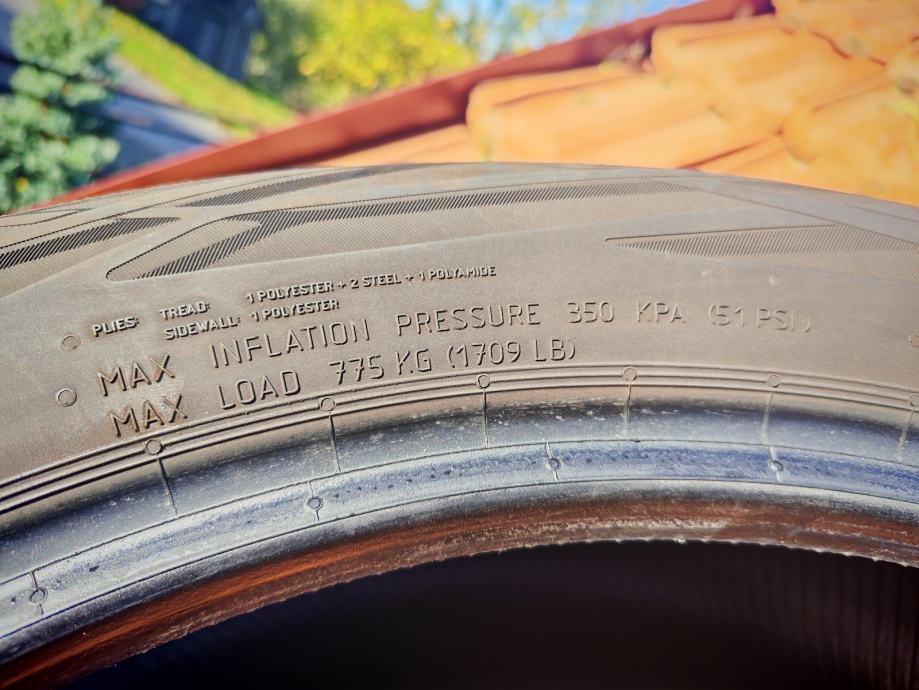 PLIES: TREAD: 1 POLYESTER + 2 STEEL + 1 POLYAMIDE
SIDEWALL: 1 POLYESTER
MAX INFLATION PRESSURE 350 KPA (51 PSI)
MAX LOAD 775 KG (1709 LB)